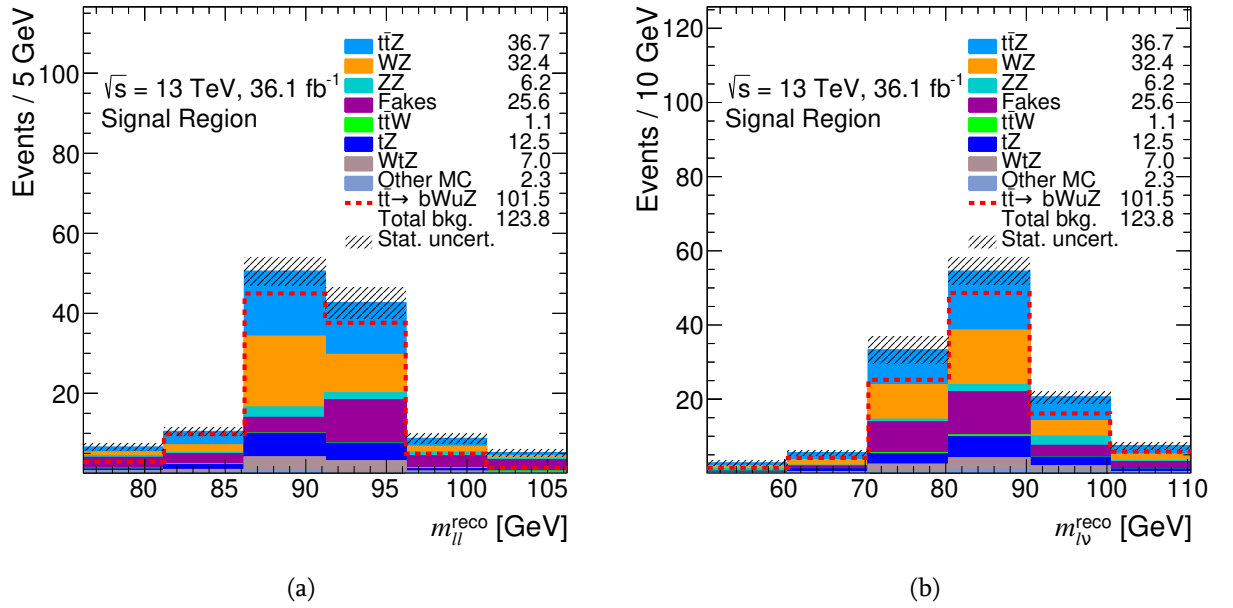 Events / 5 GeV
100
80
60
40
20
√s = 13 TeV, 36.1 fb⁻¹
Signal Region
tt̄Z 36.7
WZ 32.4
ZZ 6.2
Fakes 25.6
tt̄W 1.1
tZ 12.5
WtZ 7.0
Other MC 2.3
tt̄→ bWuZ 101.5
Total bkg. 123.8
Stat. uncert.
80 85 90 95 100 105
m_ll^reco [GeV]
(a)
Events / 10 GeV
120
100
80
60
40
20
√s = 13 TeV, 36.1 fb⁻¹
Signal Region
tt̄Z 36.7
WZ 32.4
ZZ 6.2
Fakes 25.6
tt̄W 1.1
tZ 12.5
WtZ 7.0
Other MC 2.3
tt̄→ bWuZ 101.5
Total bkg. 123.8
Stat. uncert.
60 70 80 90 100 110
m_lν^reco [GeV]
(b)